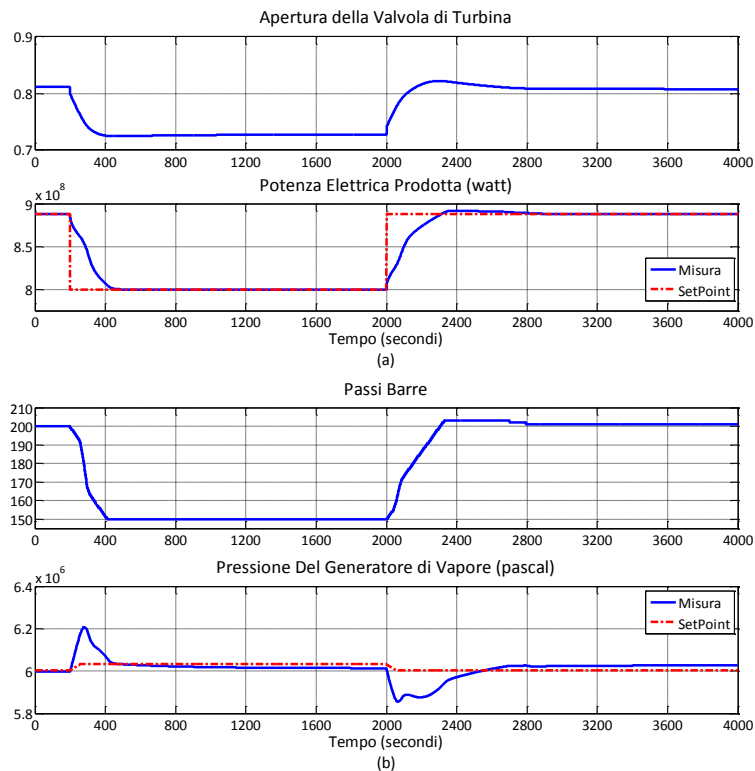 Apertura della Valvola di Turbina
0.9
0.8
0.7
0 400 800 1200 1600 2000 2400 2800 3200 3600 4000
Potenza Elettrica Prodotta (watt)
x 10^8
9
8.5
8
Misura
SetPoint
0 400 800 1200 1600 2000 2400 2800 3200 3600 4000
Tempo (secondi)
(a)
Passi Barre
210
200
190
180
170
160
150
0 400 800 1200 1600 2000 2400 2800 3200 3600 4000
Pressione Del Generatore di Vapore (pascal)
x 10^6
6.4
6.2
6
5.8
Misura
SetPoint
0 400 800 1200 1600 2000 2400 2800 3200 3600 4000
Tempo (secondi)
(b)